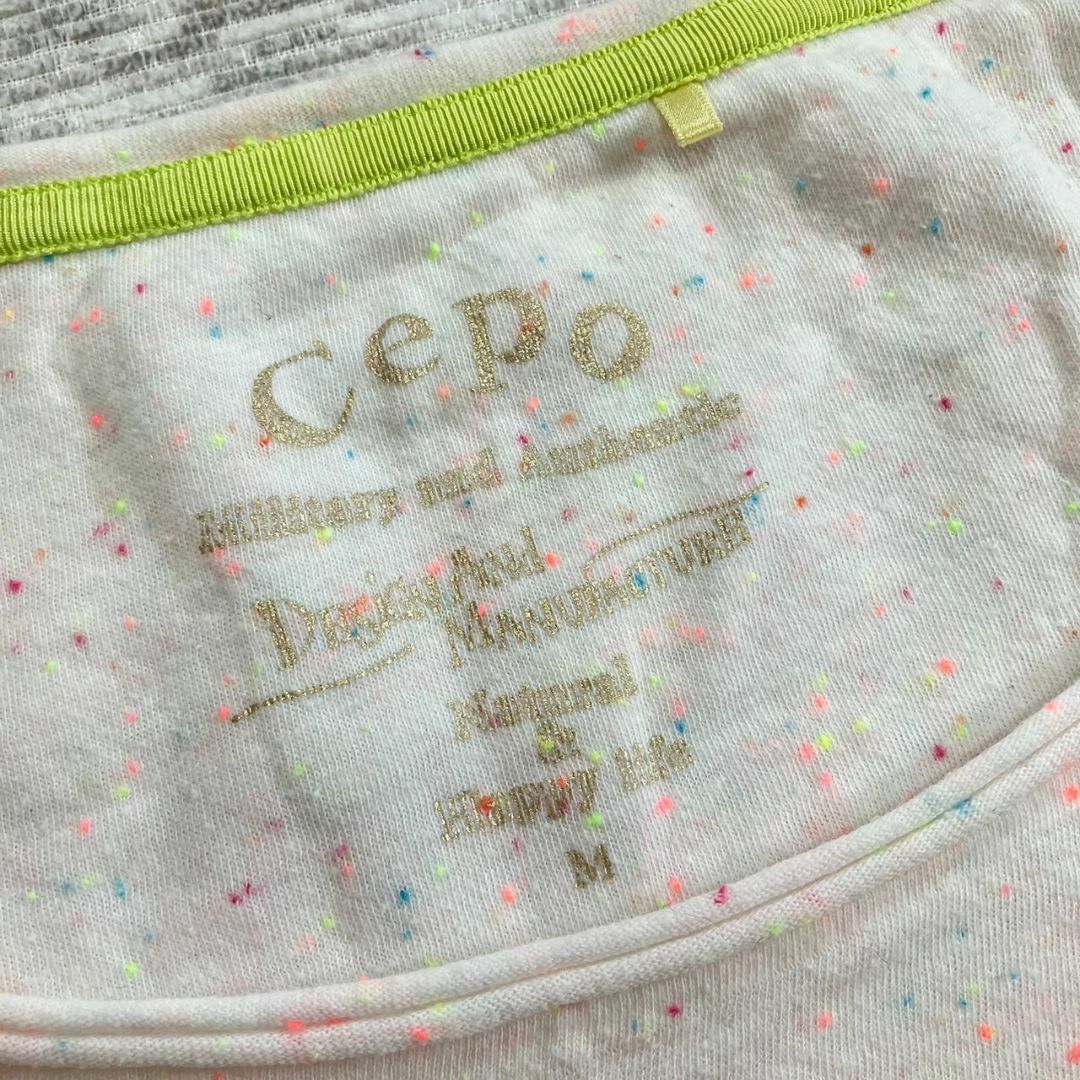 Cepo
Military and Authentic
DESIGN AND
MANUFACTURE
Natural
&
Happy life
M